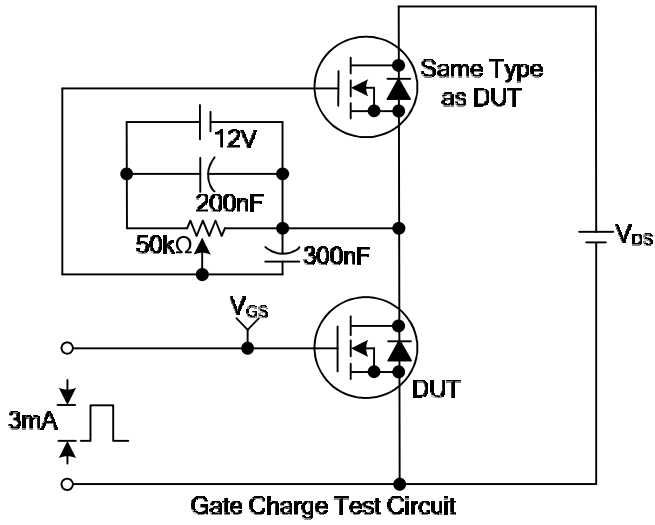 Same Type
as DUT
12V
200nF
50kΩ
300nF
VDS
VGS
DUT
3mA
Gate Charge Test Circuit